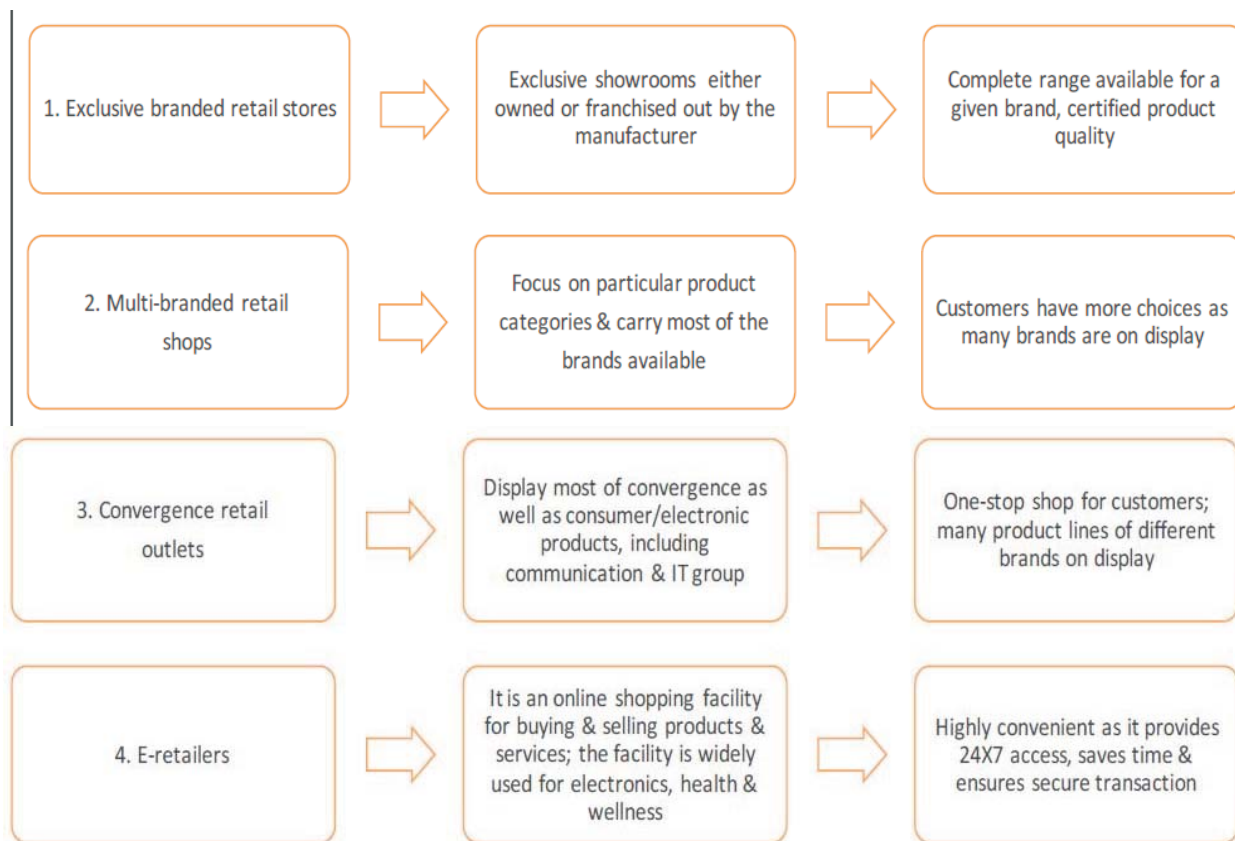 1. Exclusive branded retail stores
Exclusive showrooms either
owned or franchised out by the
manufacturer
Complete range available for a
given brand, certified product
quality
2. Multi-branded retail
shops
Focus on particular product
categories & carry most of the
brands available
Customers have more choices as
many brands are on display
3. Convergence retail
outlets
Display most of convergence as
well as consumer/electronic
products, including
communication & IT group
One-stop shop for customers;
many product lines of different
brands on display
4. E-retailers
It is an online shopping facility
for buying & selling products &
services; the facility is widely
used for electronics, health &
wellness
Highly convenient as it provides
24X7 access, saves time &
ensures secure transaction